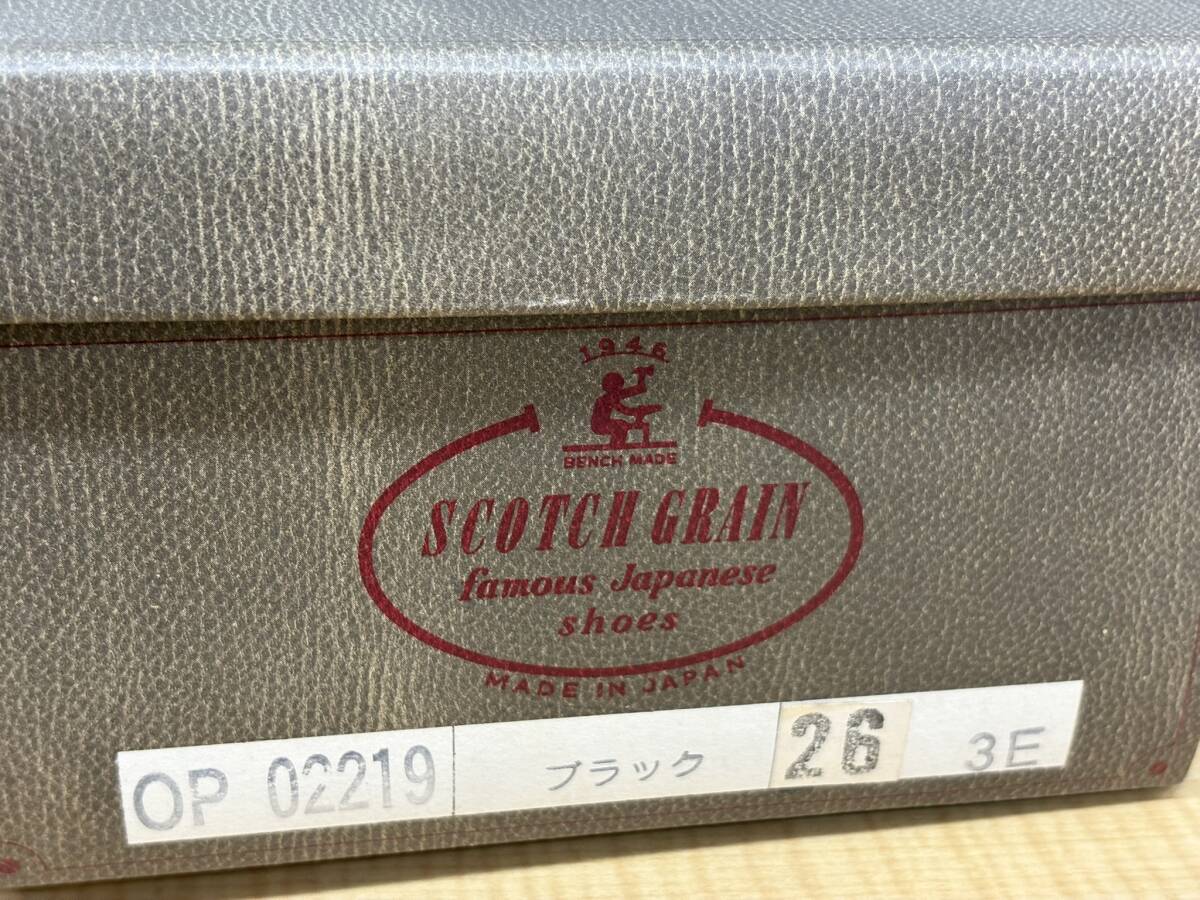 1946
BENCH MADE
SCOTCH GRAIN
famous Japanese
shoes
MADE IN JAPAN
OP 02219 ブラック 26 3E